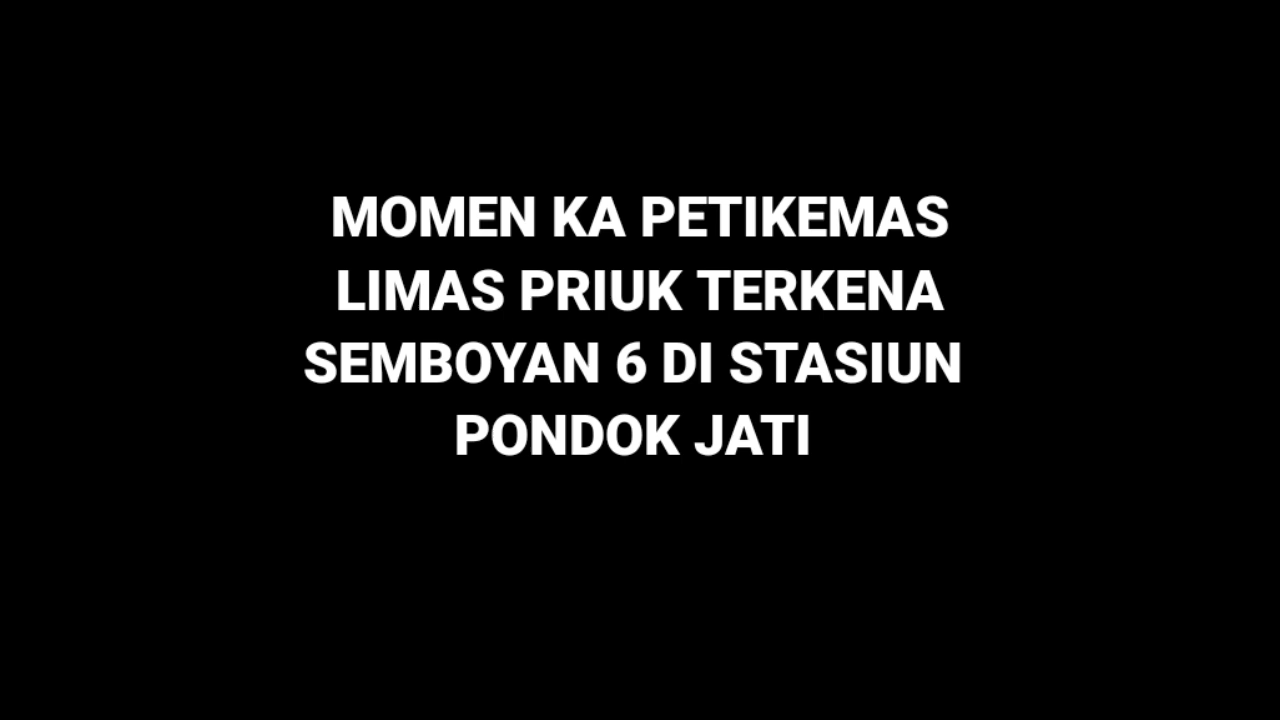 MOMEN KA PETIKEMAS
LIMAS PRIUK TERKENA
SEMBOYAN 6 DI STASIUN
PONDOK JATI